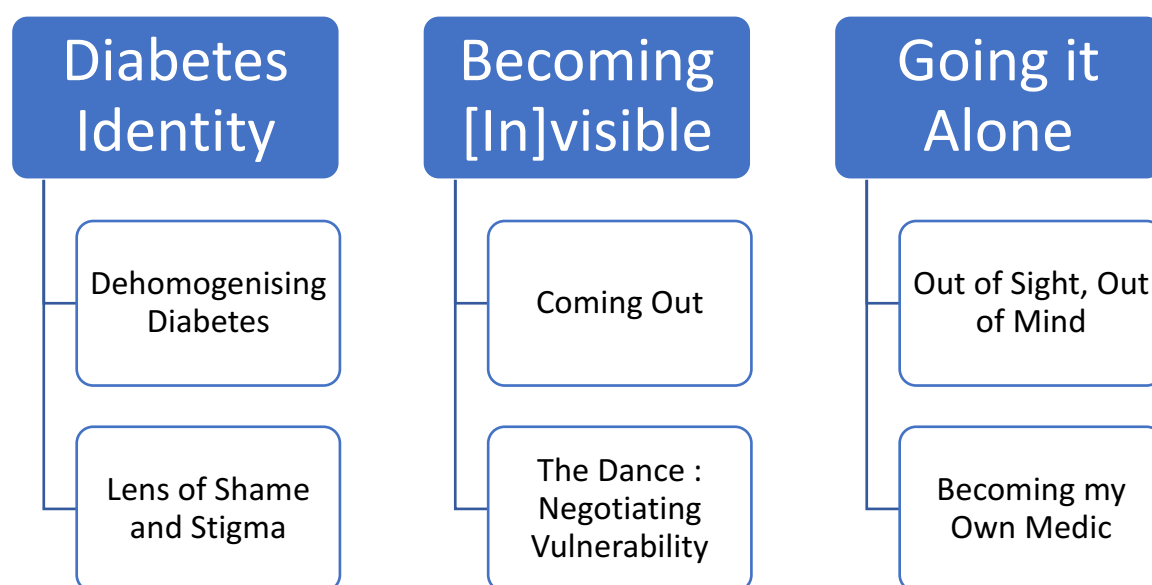 Diabetes
Identity
Dehomogenising
Diabetes
Lens of Shame
and Stigma
Becoming
[In]visible
Coming Out
The Dance :
Negotiating
Vulnerability
Going it
Alone
Out of Sight, Out
of Mind
Becoming my
Own Medic